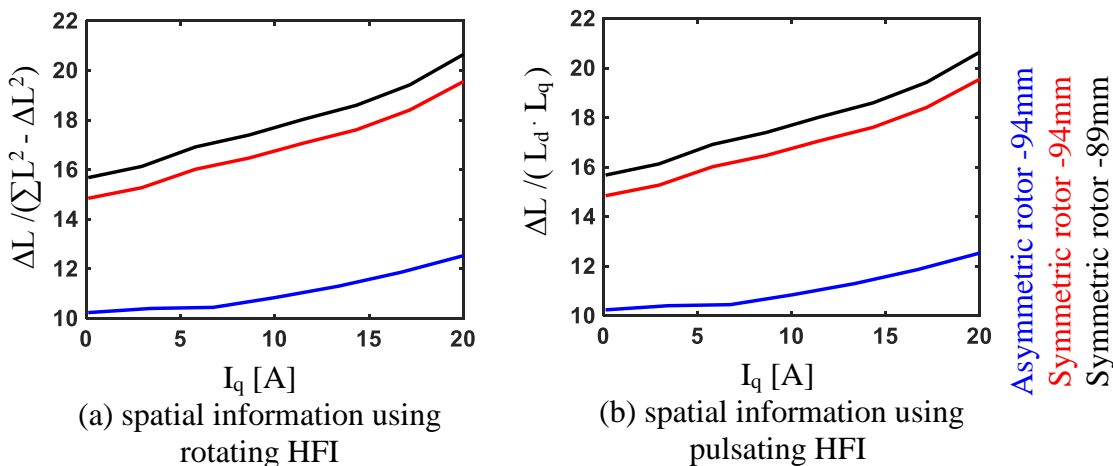 22
20
18
16
14
12
10
ΔL /(∑L² - ΔL²)
0
5
10
15
20
I_q [A]
(a) spatial information using
rotating HFI
22
20
18
16
14
12
10
ΔL /( L_d · L_q )
0
5
10
15
20
I_q [A]
(b) spatial information using
pulsating HFI
Asymmetric rotor -94mm
Symmetric rotor -94mm
Symmetric rotor -89mm